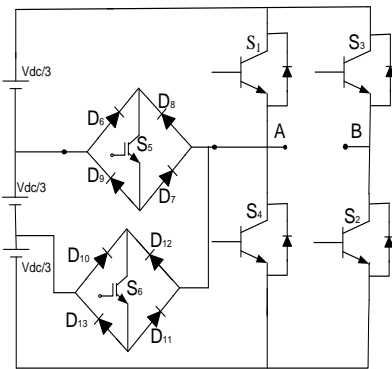 S1
S3
Vdc/3
D6
D8
S5
A
B
D9
D7
Vdc/3
S4
S2
Vdc/3
D10
D12
S6
D13
D11